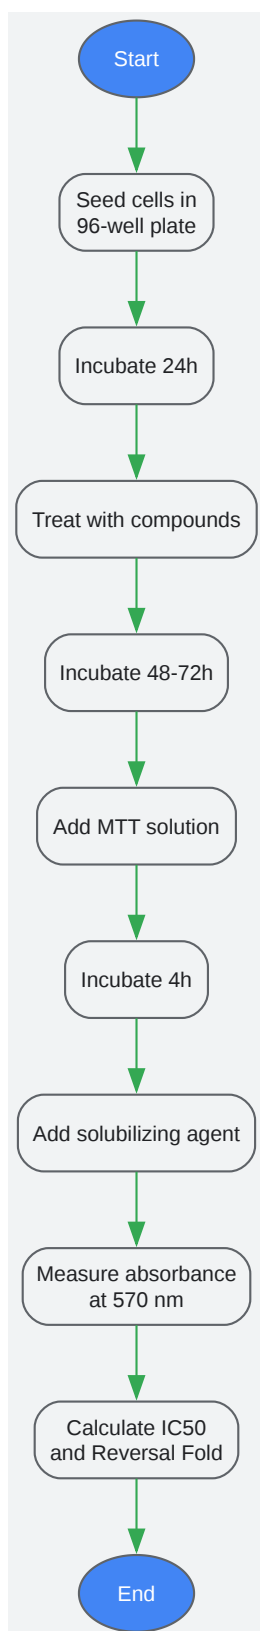 Start
Seed cells in
96-well plate
Incubate 24h
Treat with compounds
Incubate 48-72h
Add MTT solution
Incubate 4h
Add solubilizing agent
Measure absorbance
at 570 nm
Calculate IC50
and Reversal Fold
End